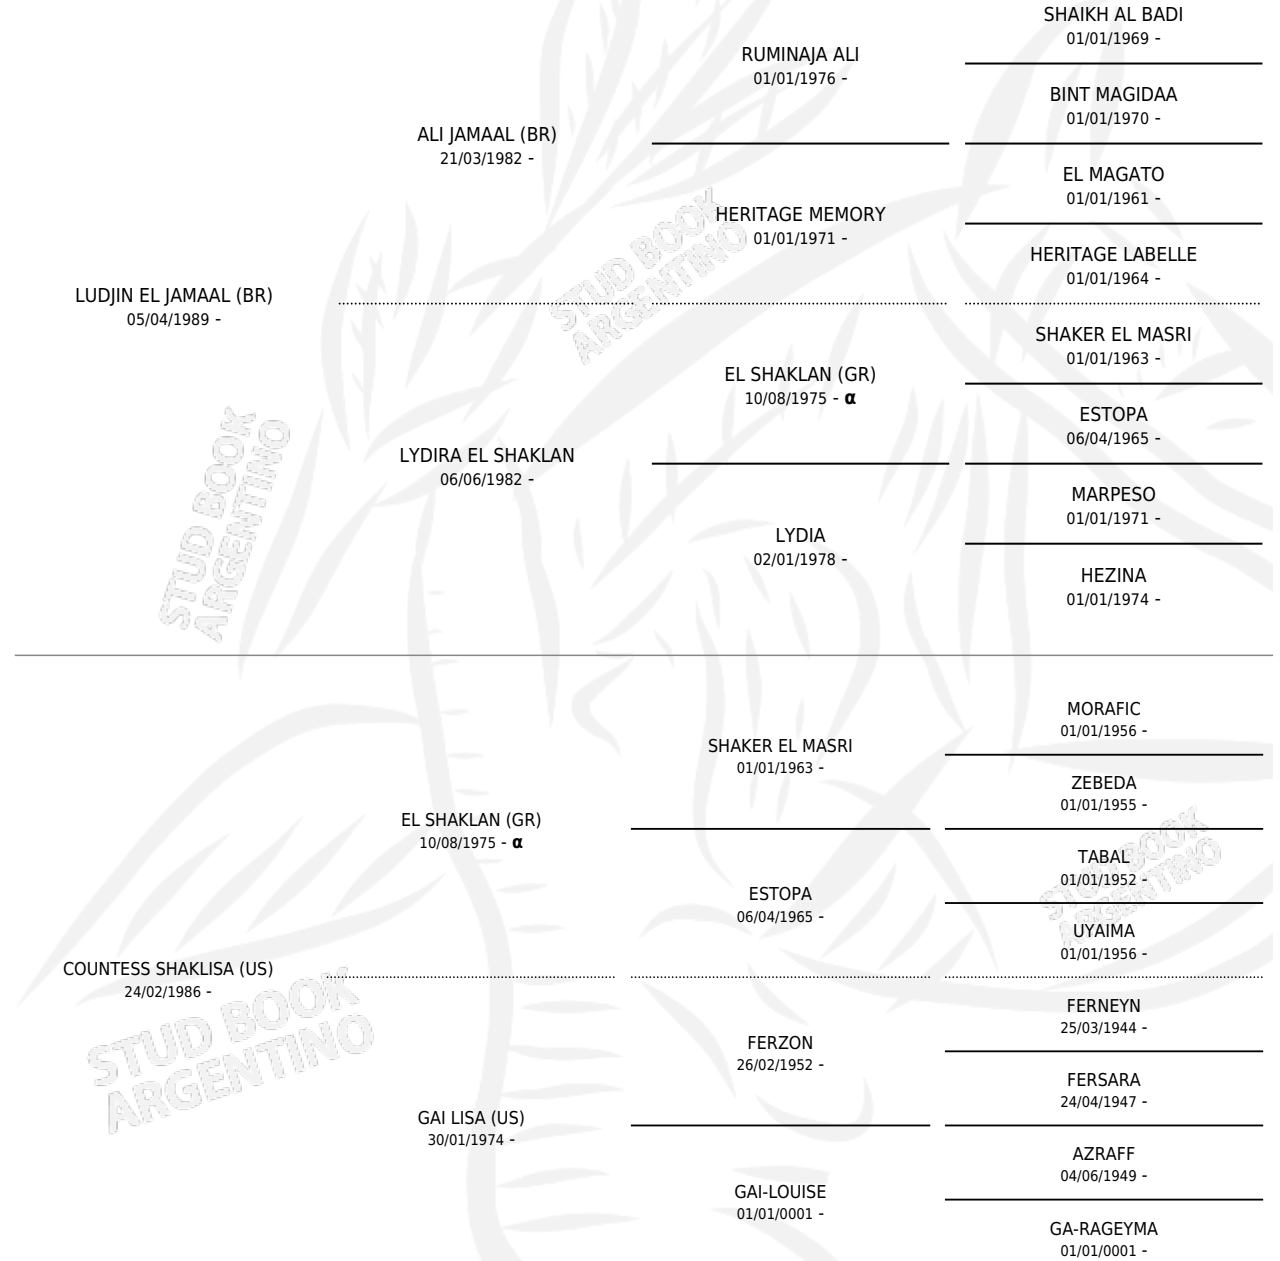 SHAIKH AL BADI
01/01/1969 -
RUMINAJA ALI
01/01/1976 -
BINT MAGIDAA
01/01/1970 -
ALI JAMAAL (BR)
21/03/1982 -
EL MAGATO
01/01/1961 -
HERITAGE MEMORY
01/01/1971 -
HERITAGE LABELLE
01/01/1964 -
LUDJIN EL JAMAAL (BR)
05/04/1989 -
SHAKER EL MASRI
01/01/1963 -
EL SHAKLAN (GR)
10/08/1975 - α
ESTOPA
06/04/1965 -
LYDIRA EL SHAKLAN
06/06/1982 -
MARPESO
01/01/1971 -
LYDIA
02/01/1978 -
HEZINA
01/01/1974 -
STUD BOOK
ARGENTINO
STUD BOOK
ARGENTINO
MORAFIC
01/01/1956 -
SHAKER EL MASRI
01/01/1963 -
ZEBEDA
01/01/1955 -
EL SHAKLAN (GR)
10/08/1975 - α
TABAL
01/01/1952 -
ESTOPA
06/04/1965 -
UYAIMA
01/01/1956 -
COUNTESS SHAKLISA (US)
24/02/1986 -
FERNEYN
25/03/1944 -
FERZON
26/02/1952 -
FERSARA
24/04/1947 -
GAI LISA (US)
30/01/1974 -
AZRAFF
04/06/1949 -
GAI-LOUISE
01/01/0001 -
GA-RAGEYMA
01/01/0001 -
STUD BOOK
ARGENTINO
STUD BOOK
ARGENTINO